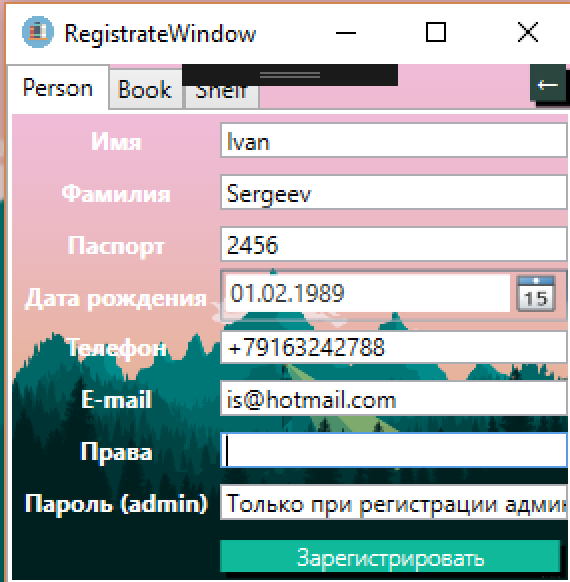 RegistrateWindow
Person Book Shelf
←
Имя Ivan
Фамилия Sergeev
Паспорт 2456
Дата рождения 01.02.1989 15
Телефон +79163242788
E-mail is@hotmail.com
Права
Пароль (admin) Только при регистрации админ
Зарегистрировать